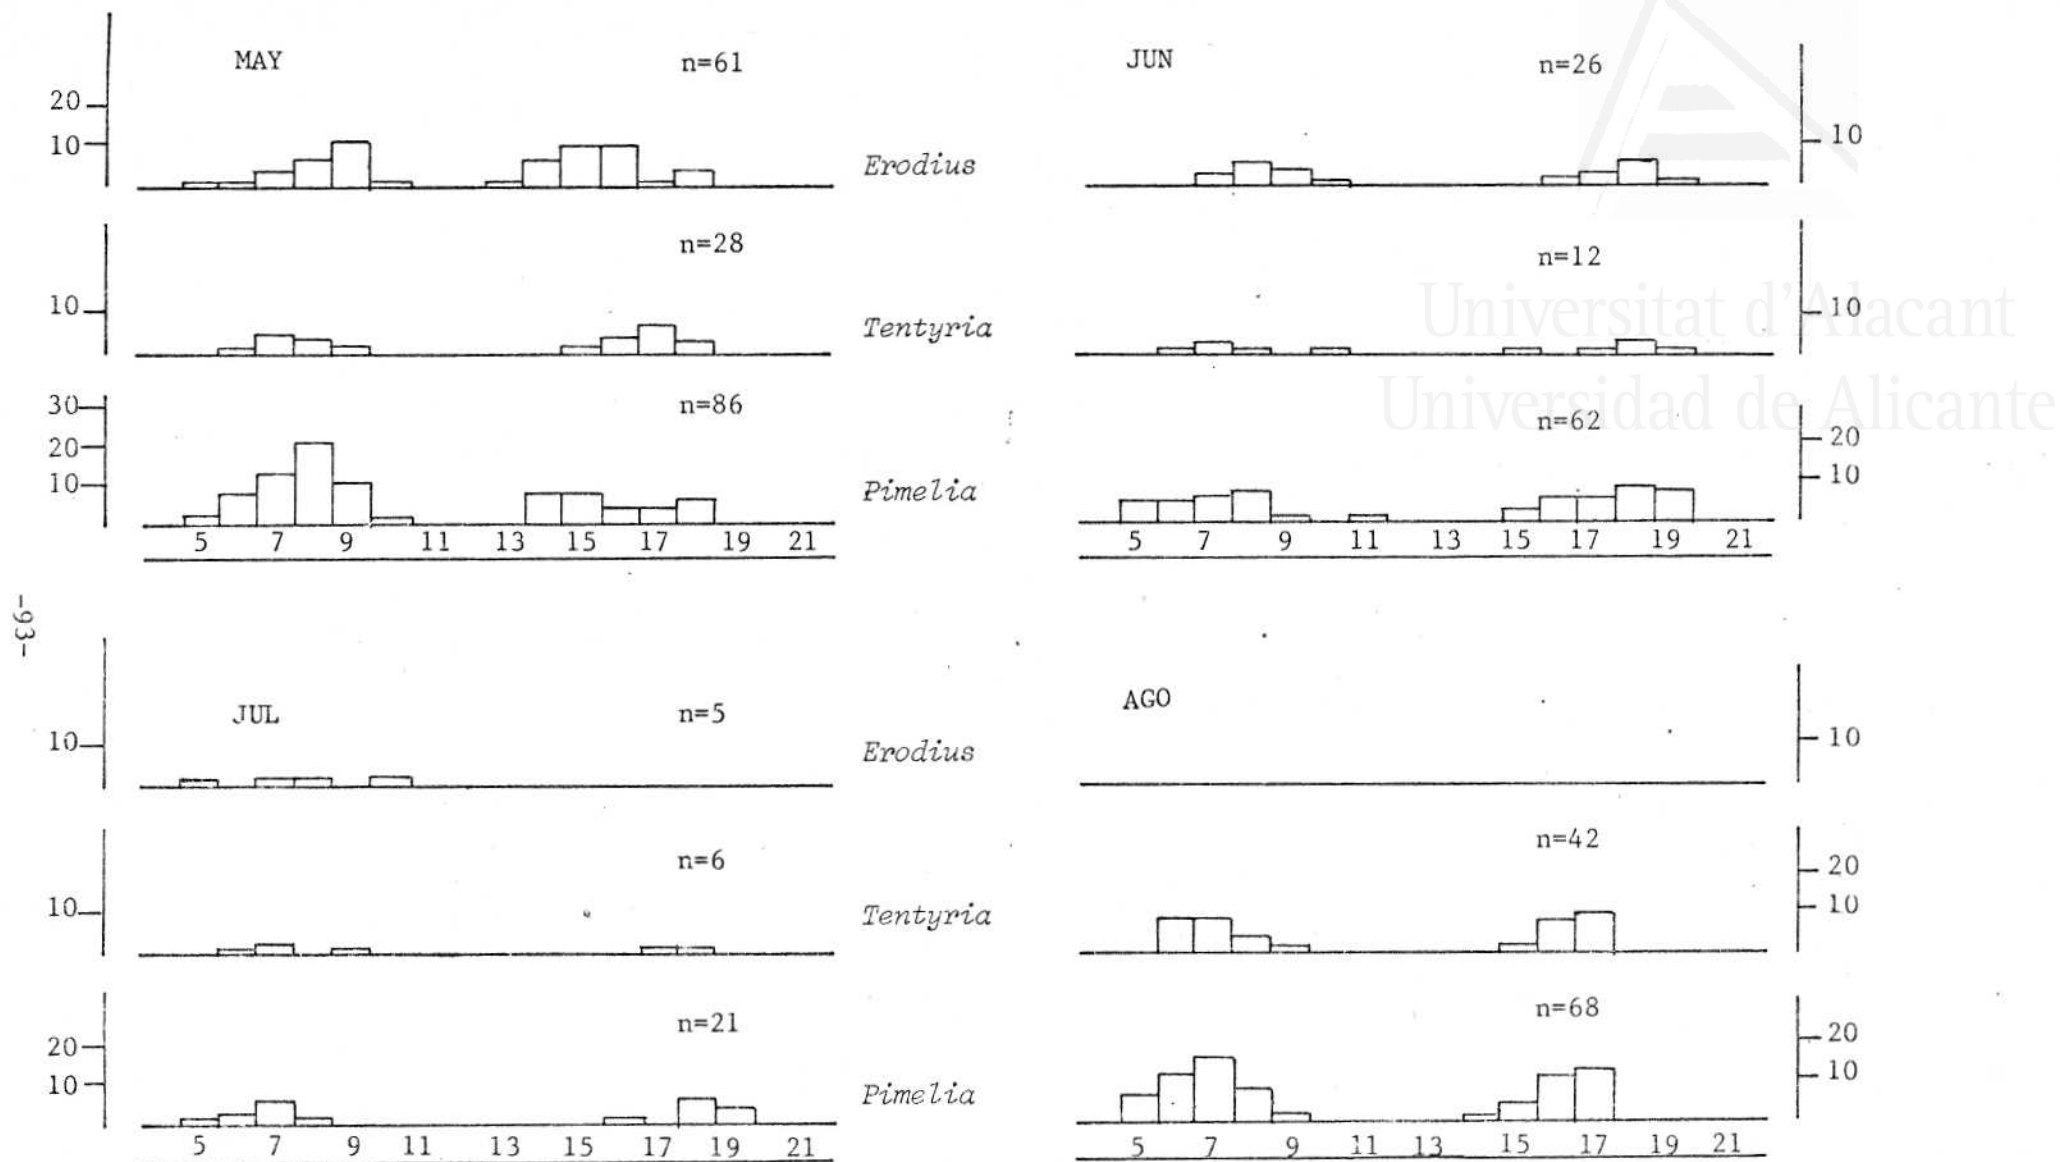 MAY n=61 JUN n=26
20
10 10
Erodius
n=28 n=12
10 10
Tentyria
Universitat d'Alacant
Universidad de Alicante
n=86 n=62
30
20 20
10 10
Pimelia
5 7 9 11 13 15 17 19 21 5 7 9 11 13 15 17 19 21
-93-
JUL n=5 AGO
10 10
Erodius
n=6 n=42
20
10 10
Tentyria
n=21 n=68
20 20
10 10
Pimelia
5 7 9 11 13 15 17 19 21 5 7 9 11 13 15 17 19 21